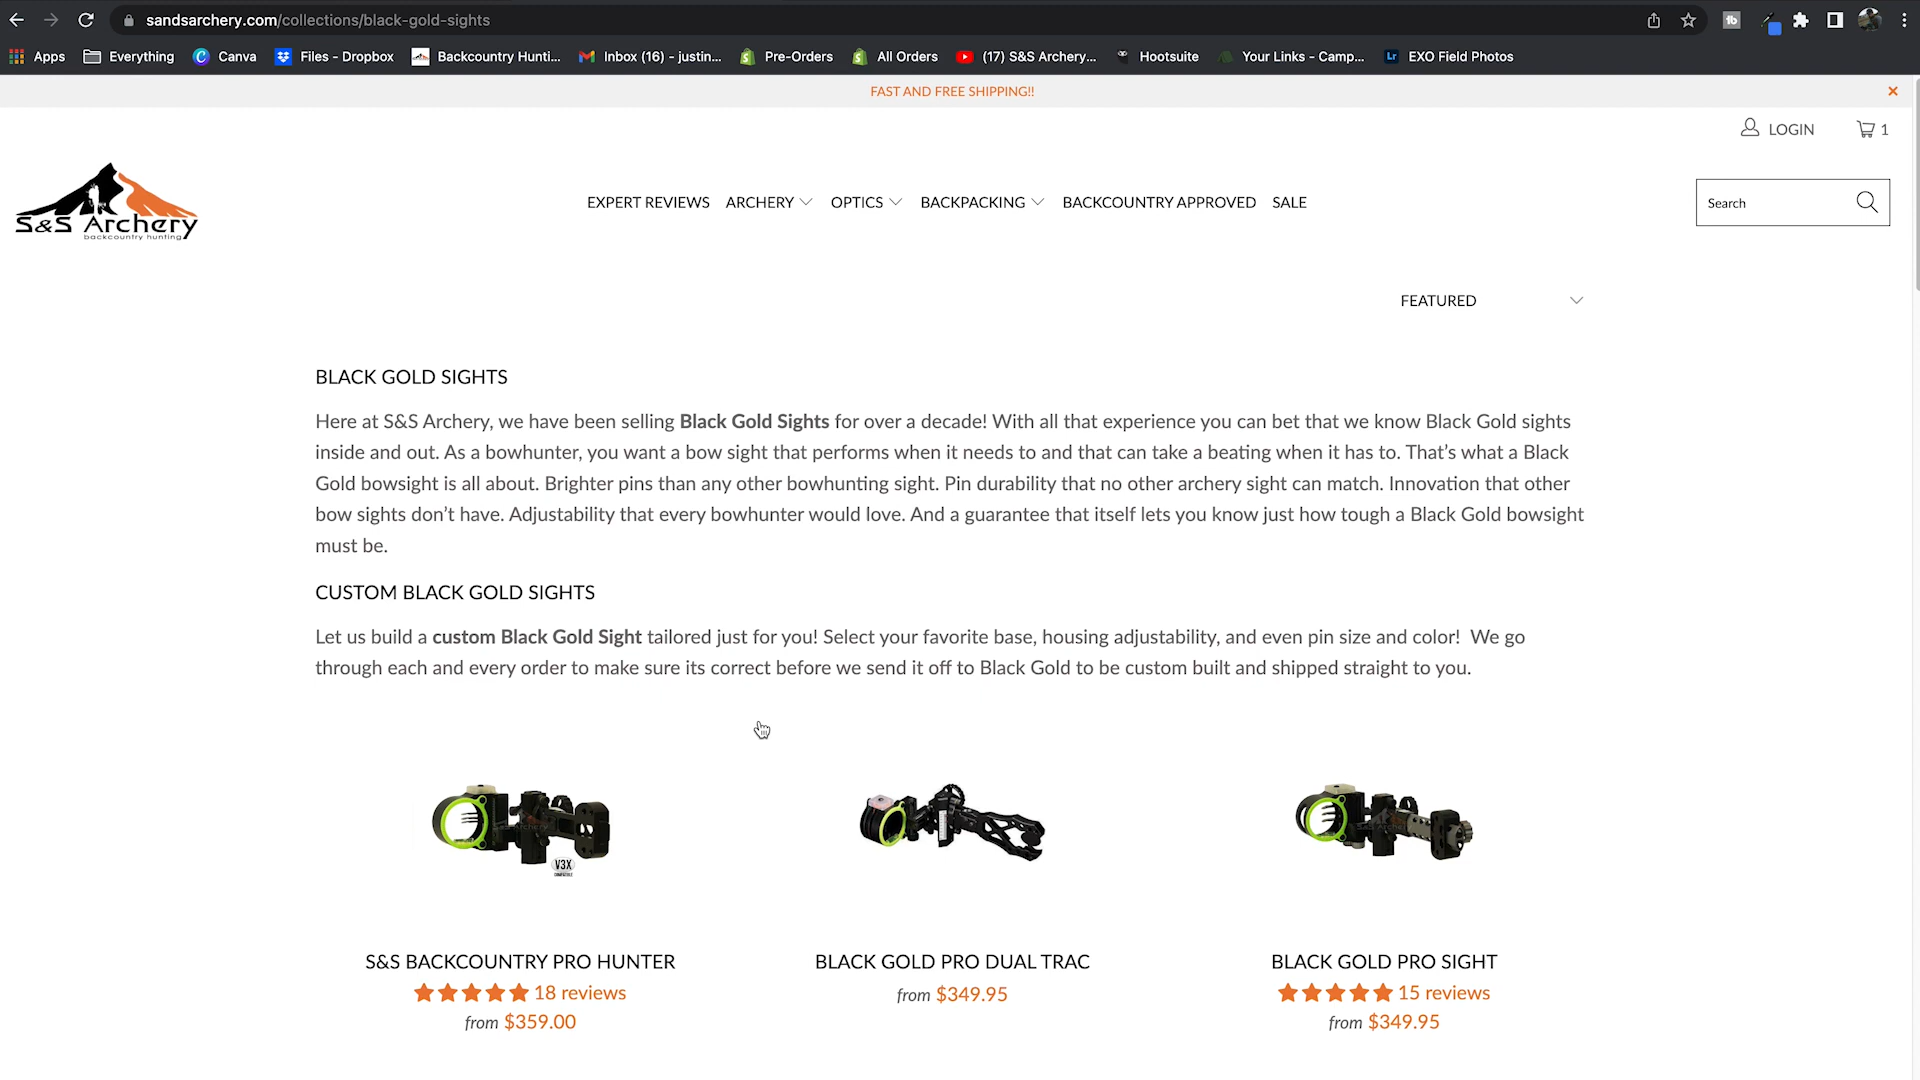 sandsarchery.com/collections/black-gold-sights
Apps
Everything
Canva
Files - Dropbox
Backcountry Hunti...
Inbox (16) - justin...
Pre-Orders
All Orders
(17) S&S Archery...
Hootsuite
Your Links - Camp...
Lr
EXO Field Photos
FAST AND FREE SHIPPING!!
LOGIN
1
S&S Archery
backcountry hunting
EXPERT REVIEWS
ARCHERY
OPTICS
BACKPACKING
BACKCOUNTRY APPROVED
SALE
Search
FEATURED
BLACK GOLD SIGHTS
Here at S&S Archery, we have been selling Black Gold Sights for over a decade! With all that experience you can bet that we know Black Gold sights
inside and out. As a bowhunter, you want a bow sight that performs when it needs to and that can take a beating when it has to. That's what a Black
Gold bowsight is all about. Brighter pins than any other bowhunting sight. Pin durability that no other archery sight can match. Innovation that other
bow sights don't have. Adjustability that every bowhunter would love. And a guarantee that itself lets you know just how tough a Black Gold bowsight
must be.
CUSTOM BLACK GOLD SIGHTS
Let us build a custom Black Gold Sight tailored just for you! Select your favorite base, housing adjustability, and even pin size and color! We go
through each and every order to make sure its correct before we send it off to Black Gold to be custom built and shipped straight to you.
V3X
S&S BACKCOUNTRY PRO HUNTER
18 reviews
from $359.00
BLACK GOLD PRO DUAL TRAC
from $349.95
BLACK GOLD PRO SIGHT
15 reviews
from $349.95